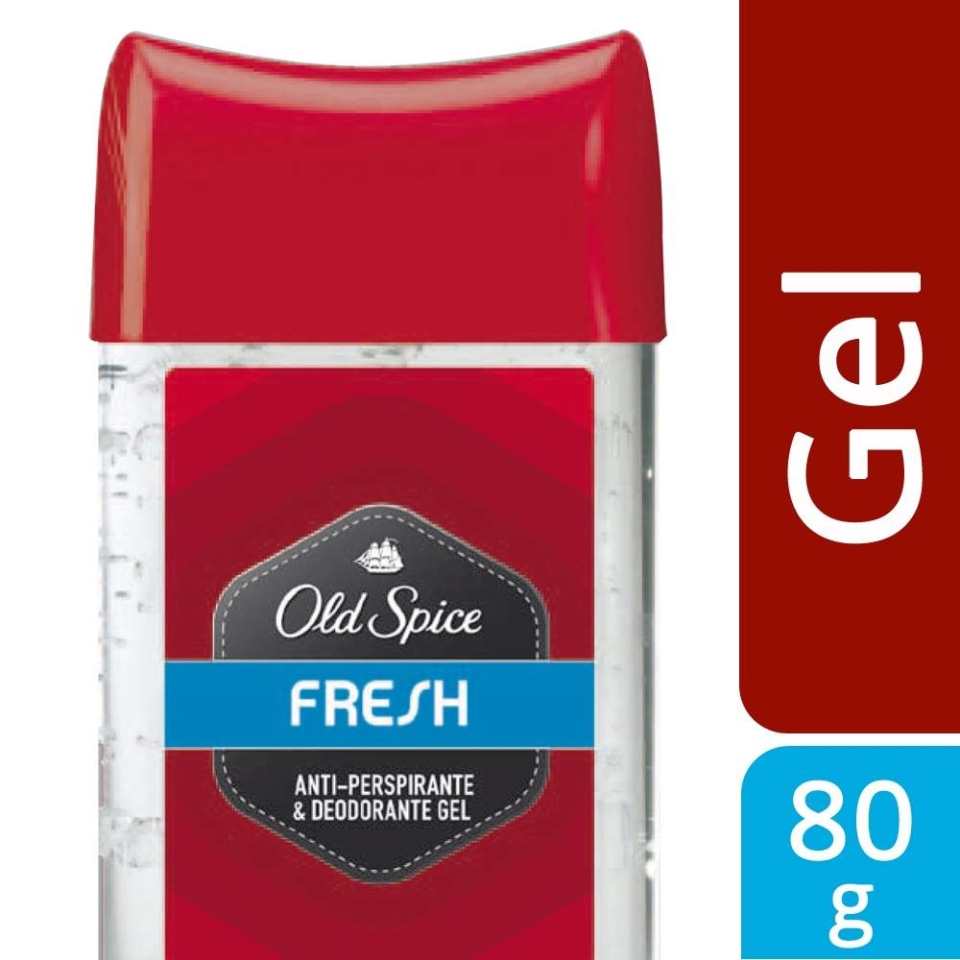 Old Spice
FRESH
ANTI-PERSPIRANTE
& DEODORANTE GEL
Gel
80
g